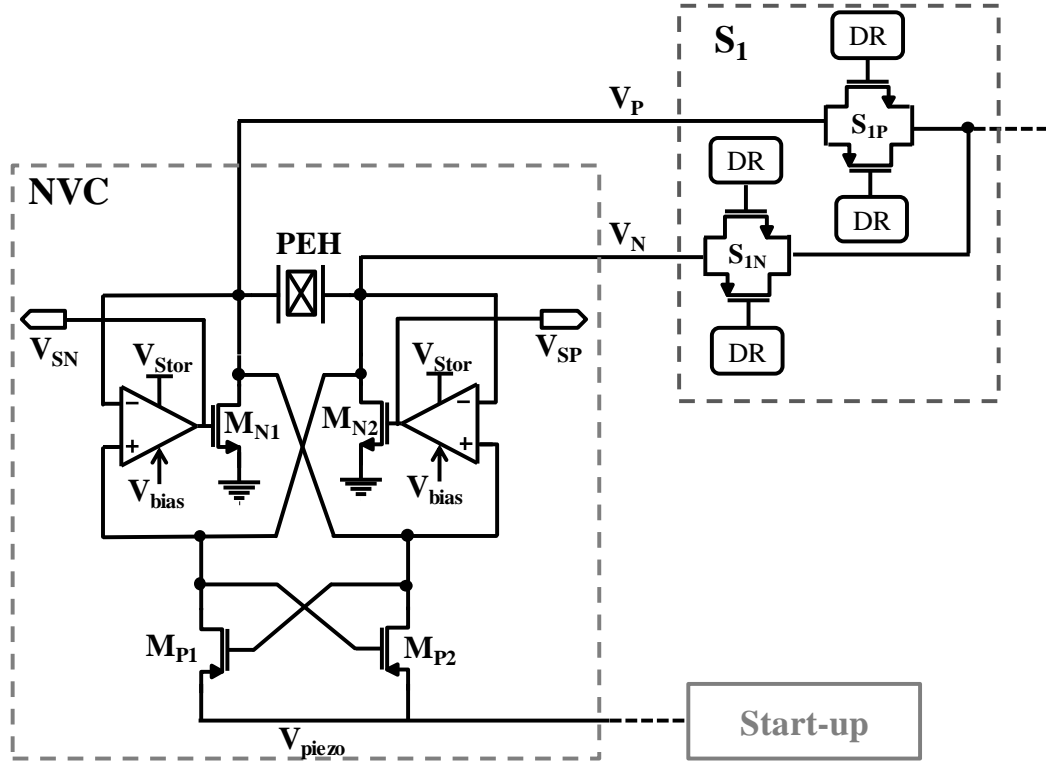 S1
DR
VP
S1P
DR
DR
NVC
PEH
VN
S1N
VSN
VStor
VStor
VSP
DR
−
−
MN1
MN2
+
+
Vbias
Vbias
MP1
MP2
Vpiezo
Start-up